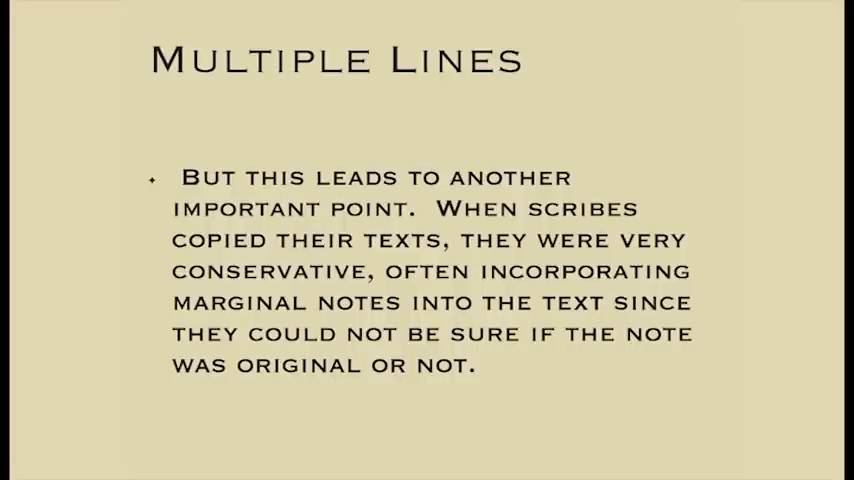 MULTIPLE LINES
BUT THIS LEADS TO ANOTHER
IMPORTANT POINT. WHEN SCRIBES
COPIED THEIR TEXTS, THEY WERE VERY
CONSERVATIVE, OFTEN INCORPORATING
MARGINAL NOTES INTO THE TEXT SINCE
THEY COULD NOT BE SURE IF THE NOTE
WAS ORIGINAL OR NOT.